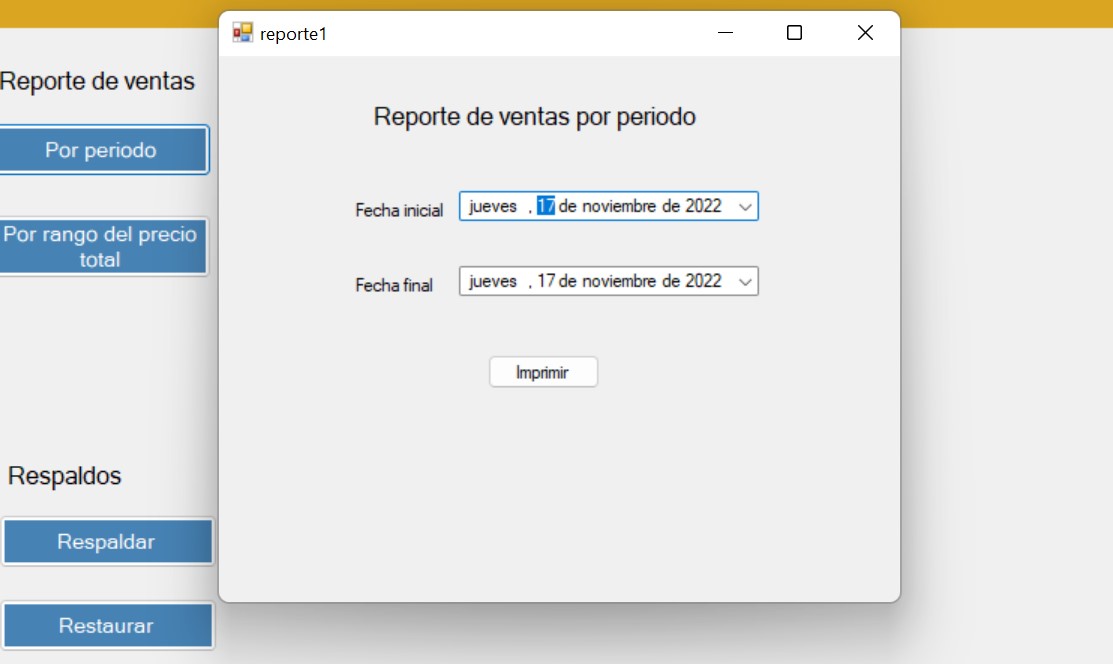 reporte1
Reporte de ventas
Por periodo
Por rango del precio
total
Respaldos
Respaldar
Restaurar
Reporte de ventas por periodo
Fecha inicial
jueves , 17 de noviembre de 2022
Fecha final
jueves , 17 de noviembre de 2022
Imprimir